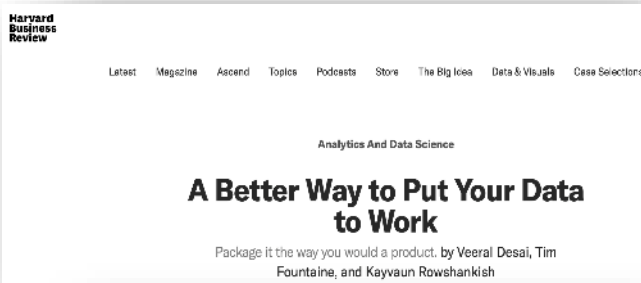 Harvard
Business
Review
Latest Magazine Ascend Topics Podcasts Store The Big Idea Data & Visuals Case Selections
Analytics And Data Science
A Better Way to Put Your Data
to Work
Package it the way you would a product. by Veeral Desai, Tim
Fountaine, and Kayvaun Rowshankish